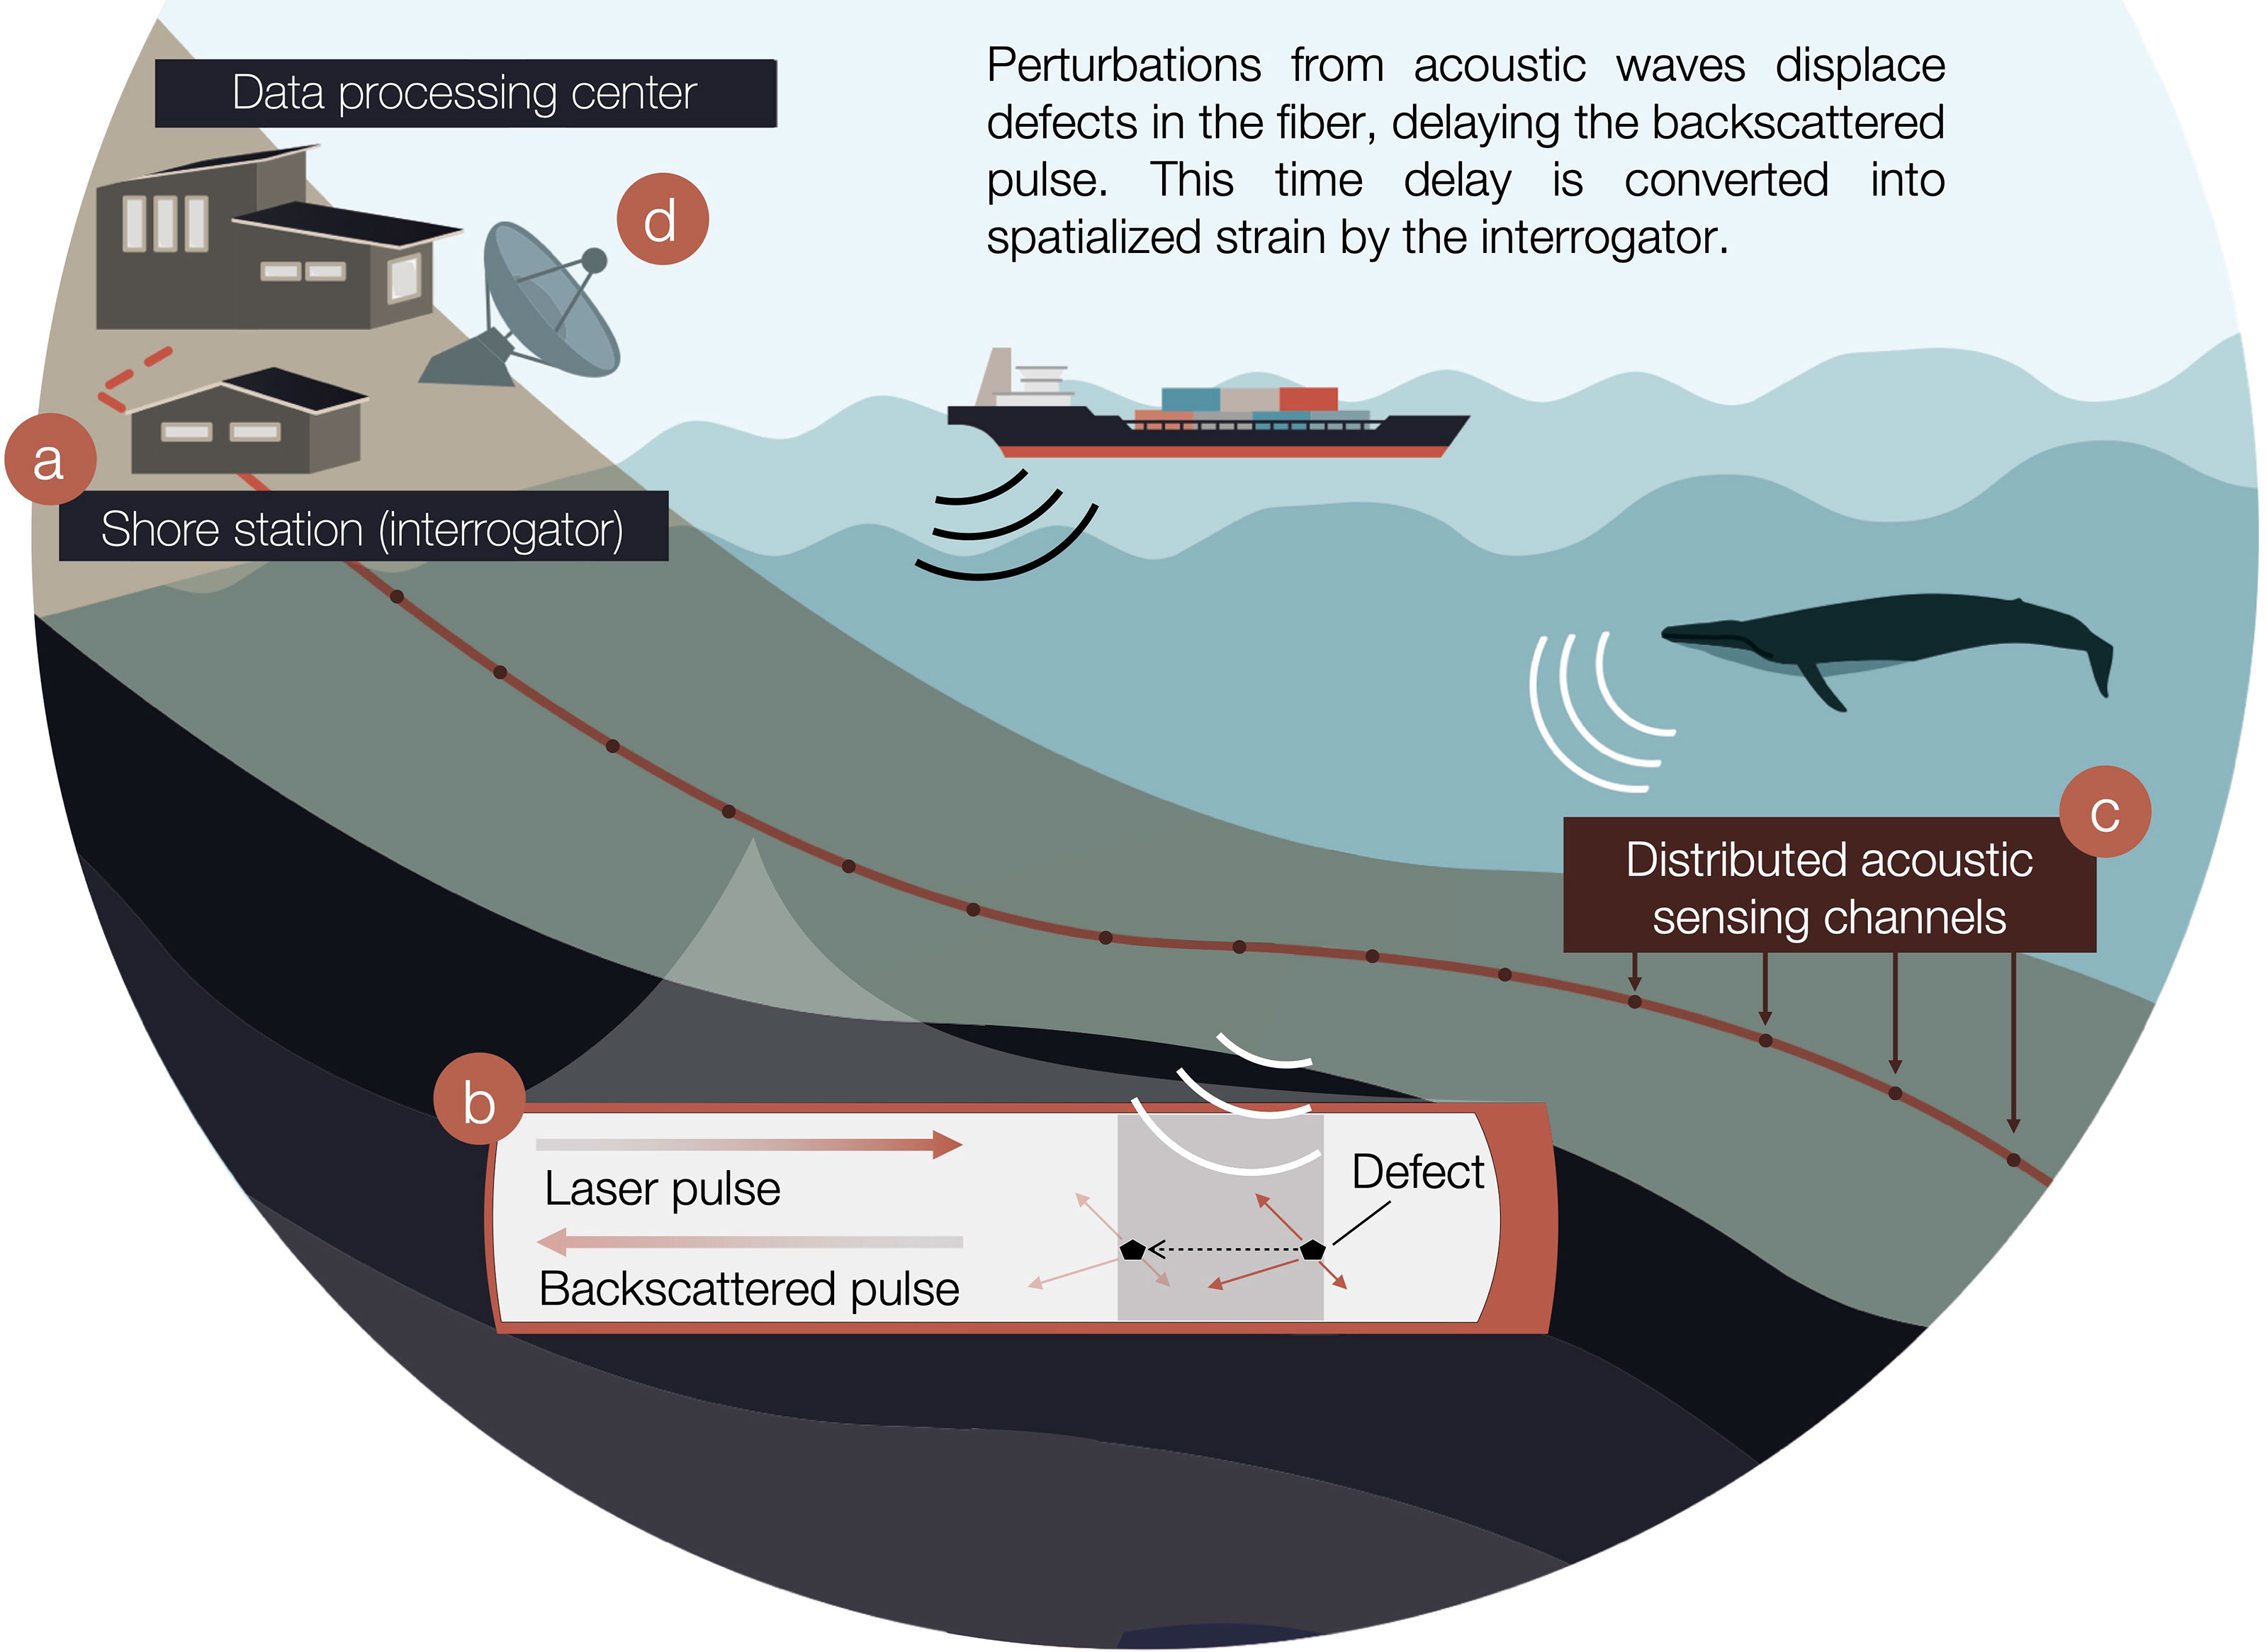 Data processing center
d
Perturbations from acoustic waves displace
defects in the fiber, delaying the backscattered
pulse. This time delay is converted into
spatialized strain by the interrogator.
a
Shore station (interrogator)
c
Distributed acoustic
sensing channels
b
Laser pulse
Backscattered pulse
Defect